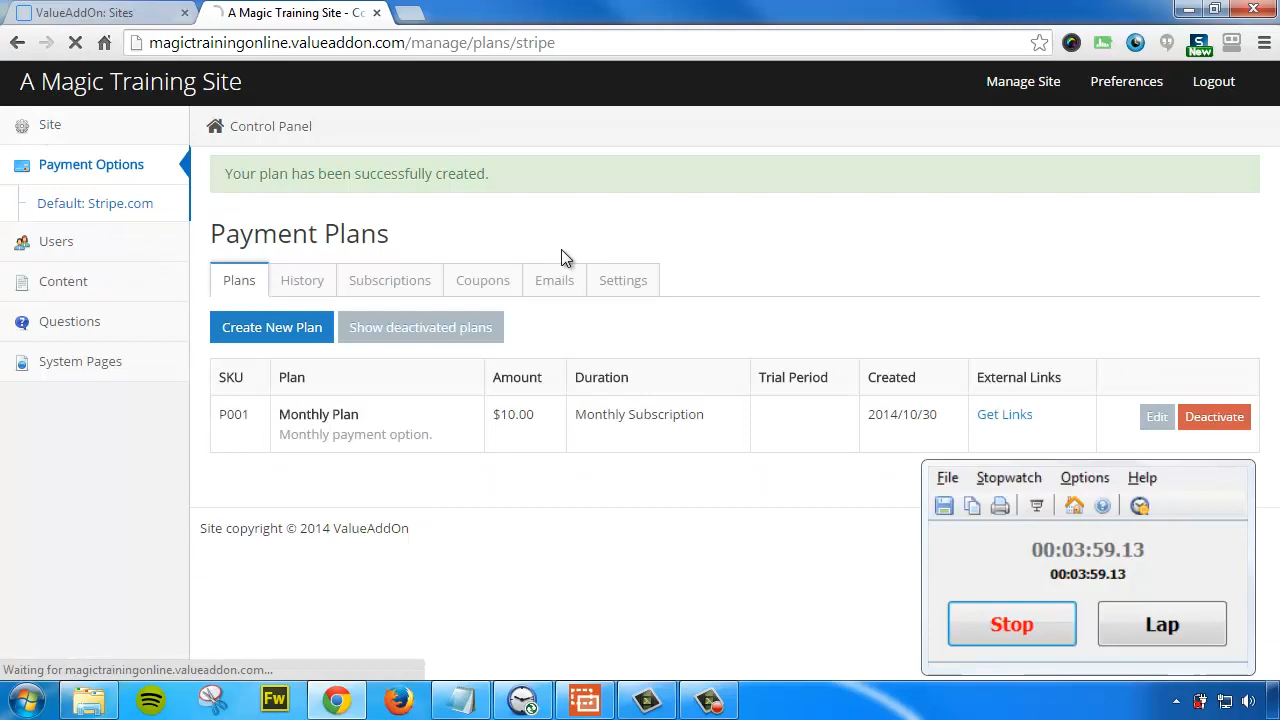 ValueAddOn: Sites
A Magic Training Site - Co
magictrainingonline.valueaddon.com/manage/plans/stripe
New
A Magic Training Site
Manage Site
Preferences
Logout
Site
Control Panel
Payment Options
Your plan has been successfully created.
Default: Stripe.com
Users
Content
Questions
System Pages
Payment Plans
Plans
History
Subscriptions
Coupons
Emails
Settings
Create New Plan
Show deactivated plans
SKU Plan Amount Duration Trial Period Created External Links
P001 Monthly Plan $10.00 Monthly Subscription 2014/10/30 Get Links Edit Deactivate
Monthly payment option.
Site copyright © 2014 ValueAddOn
File Stopwatch Options Help
00:03:59.13
00:03:59.13
Stop Lap
Waiting for magictrainingonline.valueaddon.com...
Fw